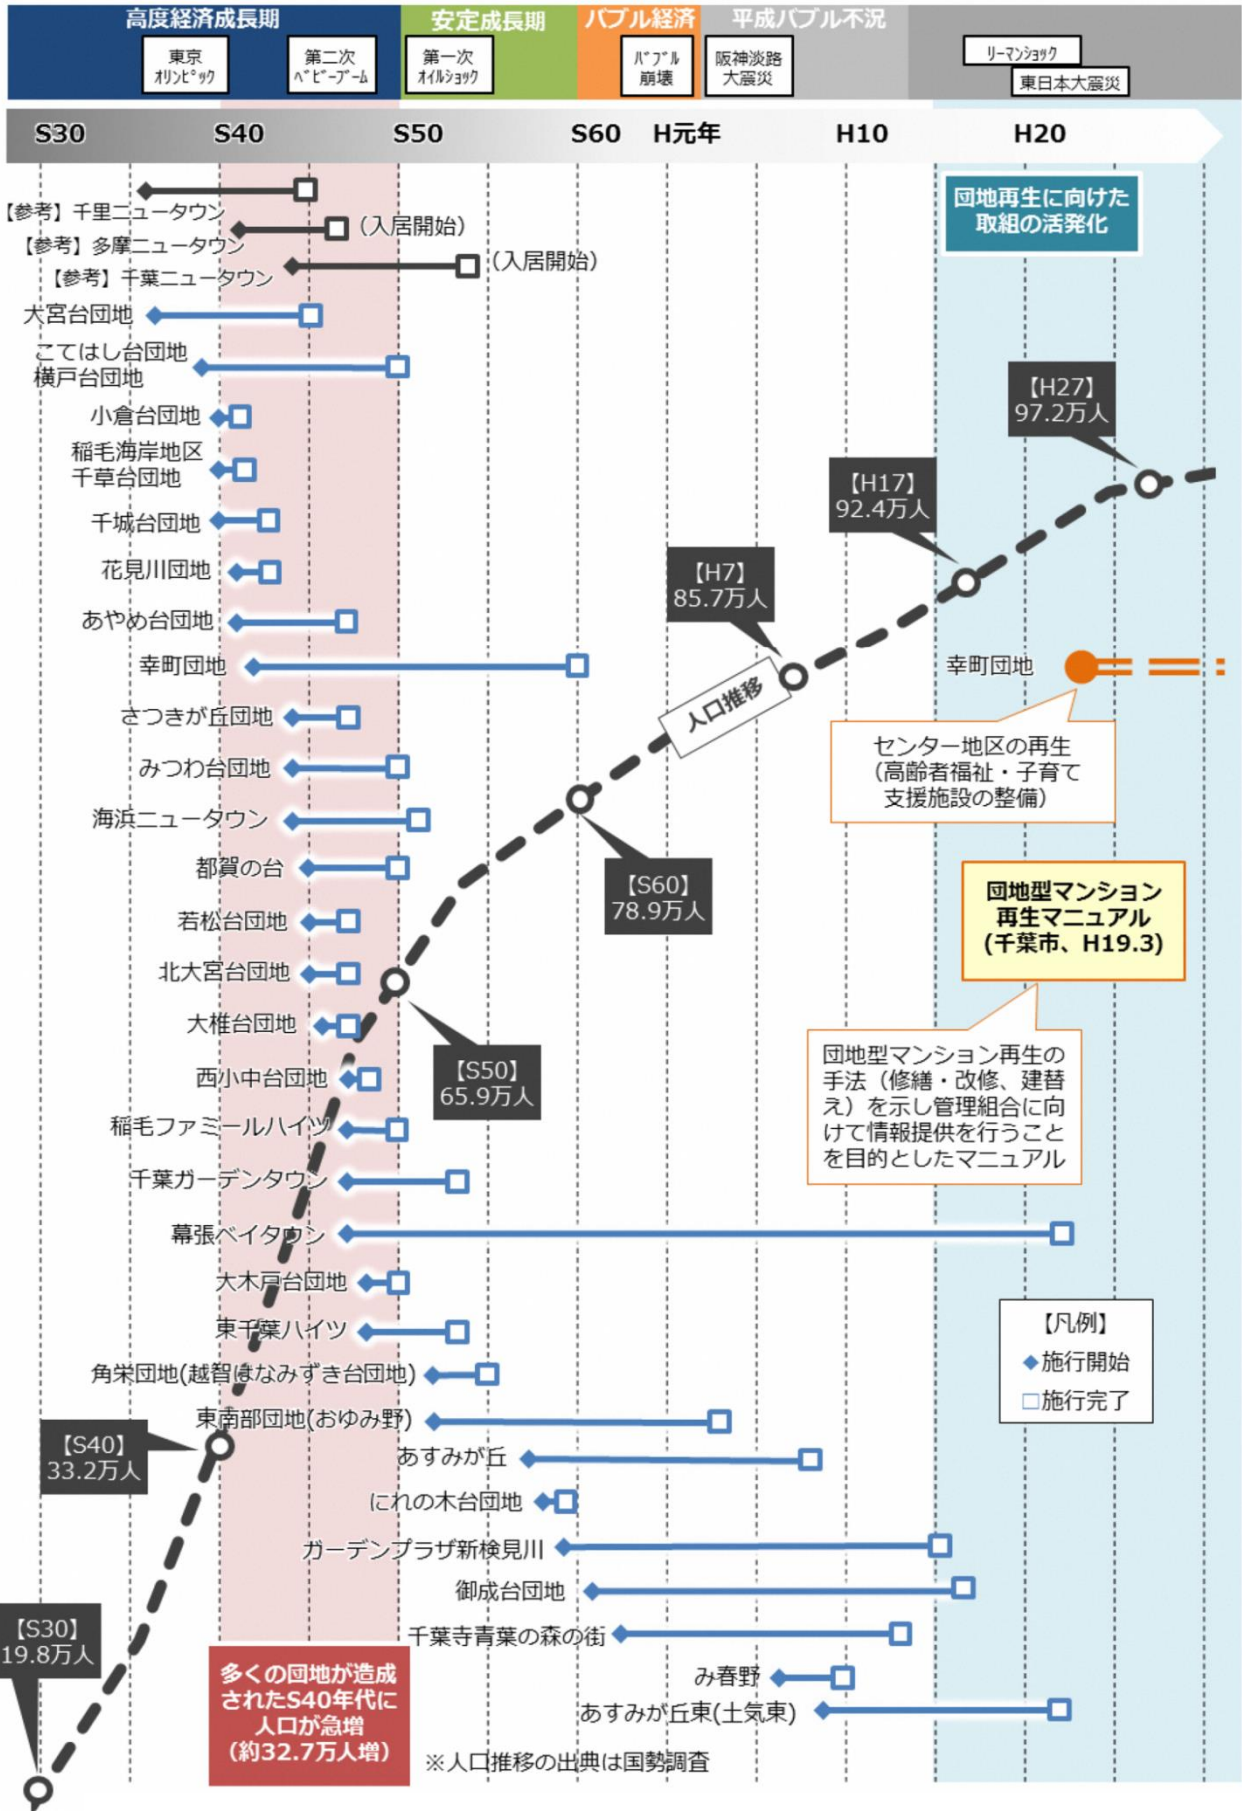 高度経済成長期
安定成長期
バブル経済
平成バブル不況
東京
オリンピック
第二次
ベビーブーム
第一次
オイルショック
バブル
崩壊
阪神淡路
大震災
リーマンショック
東日本大震災
S30
S40
S50
S60
H元年
H10
H20
【参考】千里ニュータウン
【参考】多摩ニュータウン
(入居開始)
【参考】千葉ニュータウン
(入居開始)
団地再生に向けた
取組の活発化
大宮台団地
こてはし台団地
横戸台団地
小倉台団地
稲毛海岸地区
千草台団地
千城台団地
花見川団地
あやめ台団地
幸町団地
さつきが丘団地
みつわ台団地
海浜ニュータウン
都賀の台
若松台団地
北大宮台団地
大椎台団地
西小中台団地
稲毛ファミールハイツ
千葉ガーデンタウン
幕張ベイタウン
大木戸台団地
東千葉ハイツ
角栄団地(越智はなみずき台団地)
東南部団地(おゆみ野)
あすみが丘
にれの木台団地
ガーデンプラザ新検見川
御成台団地
千葉寺青葉の森の街
み春野
あすみが丘東(土気東)
【H27】
97.2万人
【H17】
92.4万人
【H7】
85.7万人
人口推移
【S60】
78.9万人
【S50】
65.9万人
【S40】
33.2万人
【S30】
19.8万人
幸町団地
センター地区の再生
(高齢者福祉・子育て
支援施設の整備)
団地型マンション
再生マニュアル
(千葉市、H19.3)
団地型マンション再生の
手法(修繕・改修、建替
え)を示し管理組合に向
けて情報提供を行うこと
を目的としたマニュアル
【凡例】
◆施行開始
□施行完了
多くの団地が造成
されたS40年代に
人口が急増
(約32.7万人増)
※人口推移の出典は国勢調査